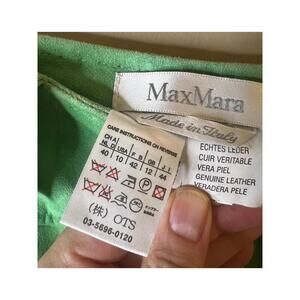 MaxMara
Made in Italy
ECHTES LEDER
CUIR VERITABLE
VERA PIEL
GENUINE LEATHER
VERADERA PELE
CARE INSTRUCTIONS ON REVERSE
40 10 42 12 44
(株) OTS
03-5696-0120